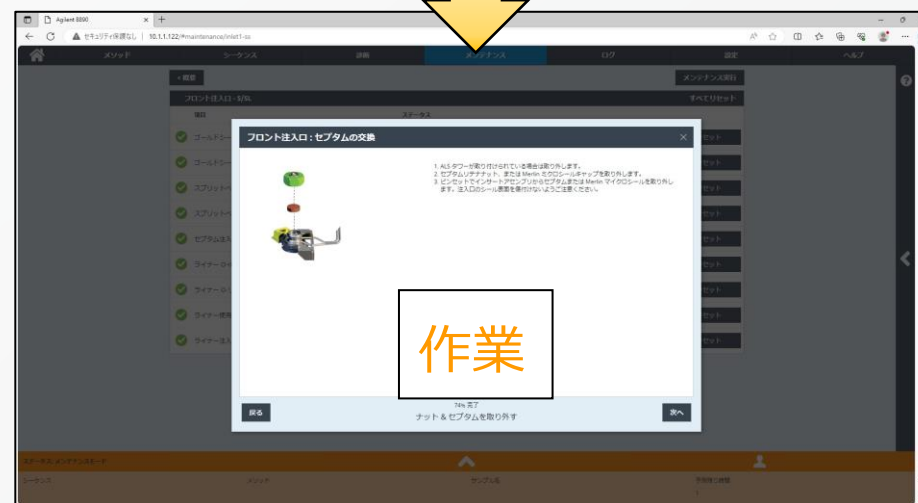 Agilent 8890
セキュリティ保護なし | 10.1.1.122/#maintenance/inlet1-ss
メソッド シーケンス 診断 メンテナンス ログ 設定 ヘルプ
< 概要 メンテナンス実行
フロント注入口 - S/SL すべてリセット
項目 ステータス
フロント注入口 : セプタムの交換
1. ALS タワーが取り付けられている場合は取り外します。
2. セプタムリテナナット、または Merlin ミクロシールキャップを取り外します。
3. ピンセットでインサートアセンブリからセプタムまたは Merlin マイクロシールを取り外し
ます。注入口のシール表面を傷付けないようご注意ください。
作業
74% 完了
戻る ナット & セプタムを取り外す 次へ
ステータス: メンテナンスモード
シーケンス メソッド サンプル名